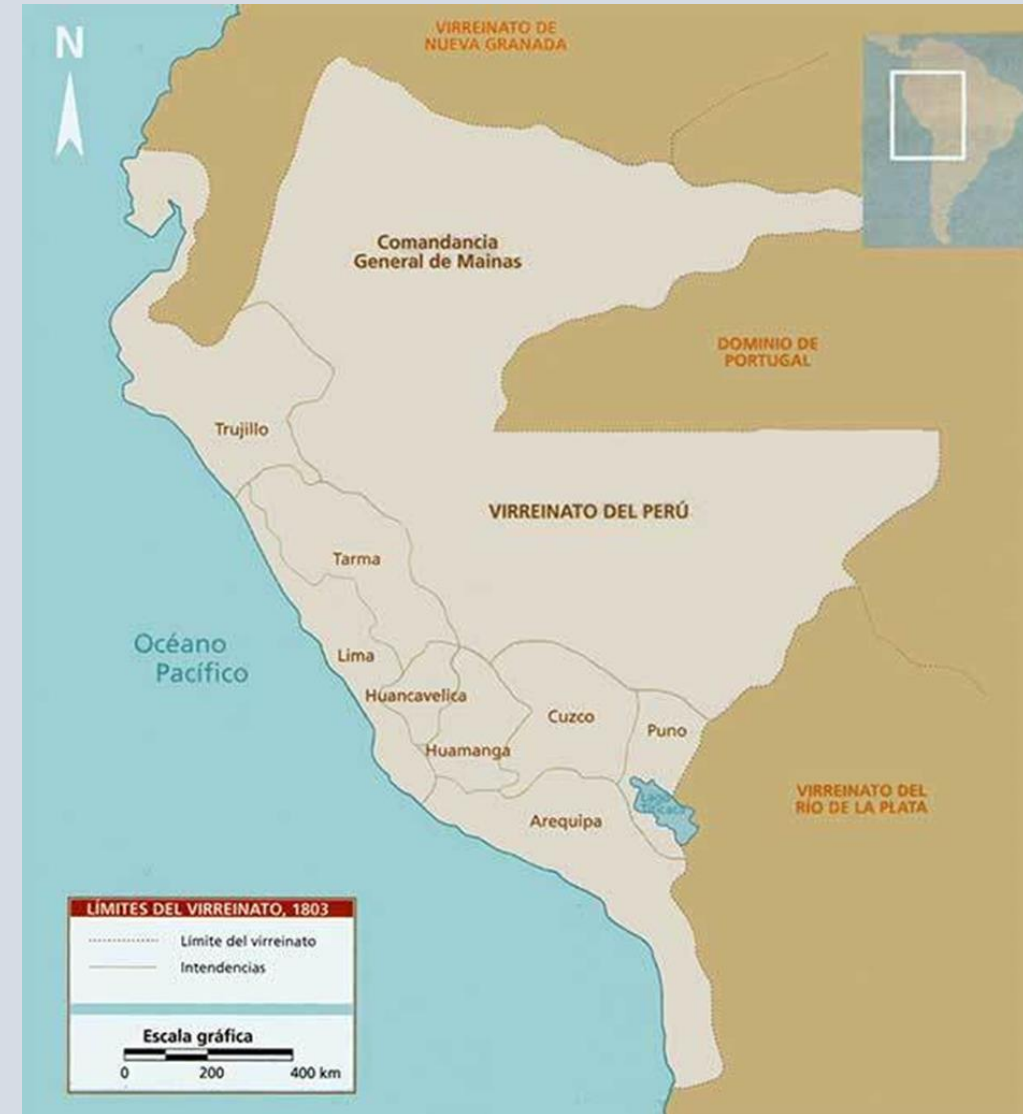 VIRREINATO DE
NUEVA GRANADA
N
Comandancia
General de Mainas
DOMINIO DE
PORTUGAL
Trujillo
VIRREINATO DEL PERÚ
Tarma
Océano
Pacífico
Lima
Huancavelica
Cuzco
Puno
Huamanga
VIRREINATO DEL
RÍO DE LA PLATA
Lago
Titicaca
Arequipa
LÍMITES DEL VIRREINATO, 1803
Límite del virreinato
Intendencias
Escala gráfica
0 200 400 km